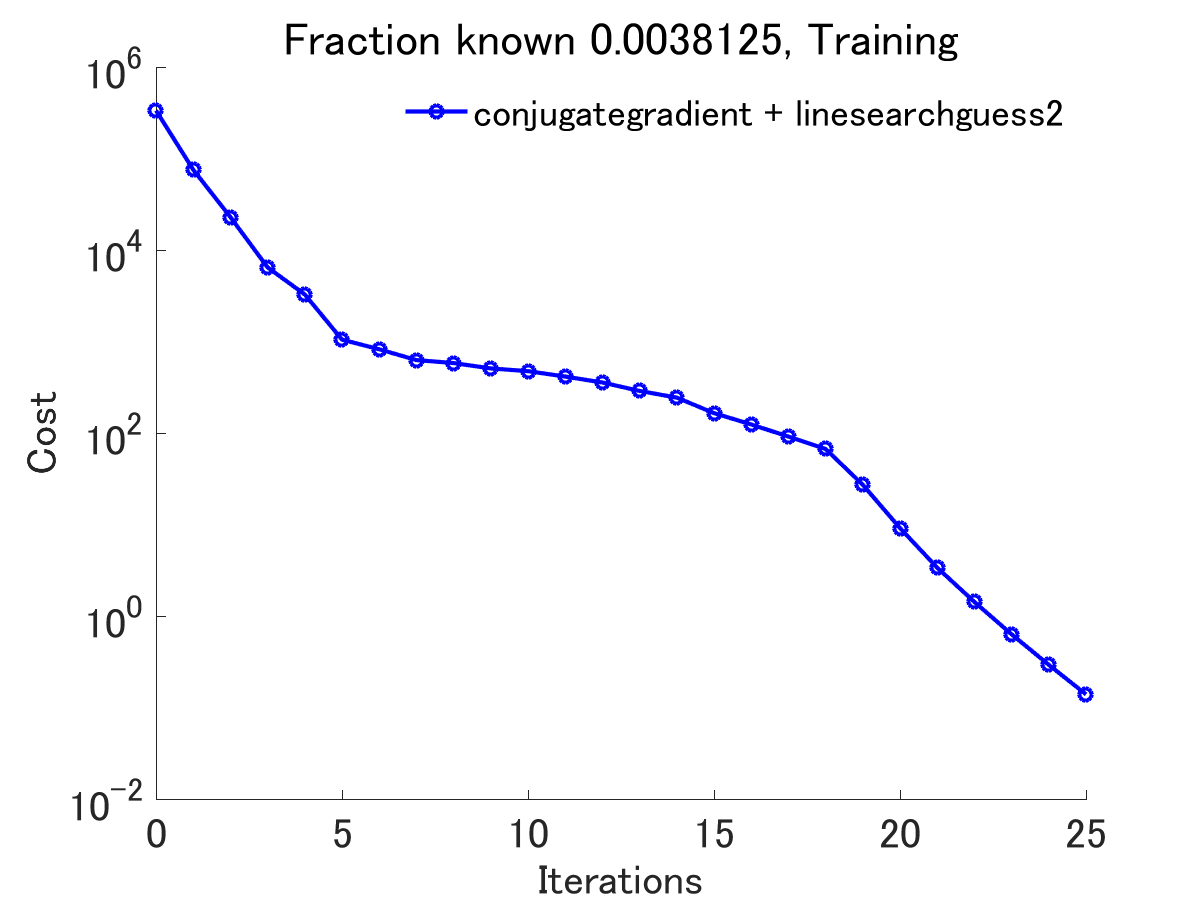 Fraction known 0.0038125, Training
conjugategradient + linesearchguess2
10^6
10^4
10^2
10^0
10^-2
Cost
0 5 10 15 20 25
Iterations